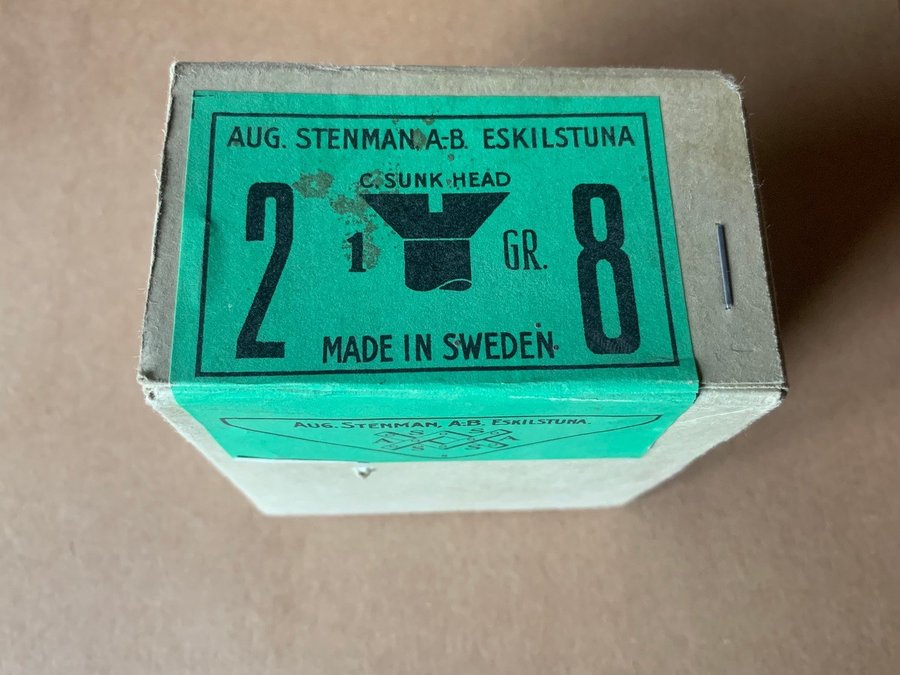 AUG. STENMAN, A-B. ESKILSTUNA
C. SUNK HEAD
2 1 GR. 8
MADE IN SWEDEN.
AUG. STENMAN, A-B. ESKILSTUNA.